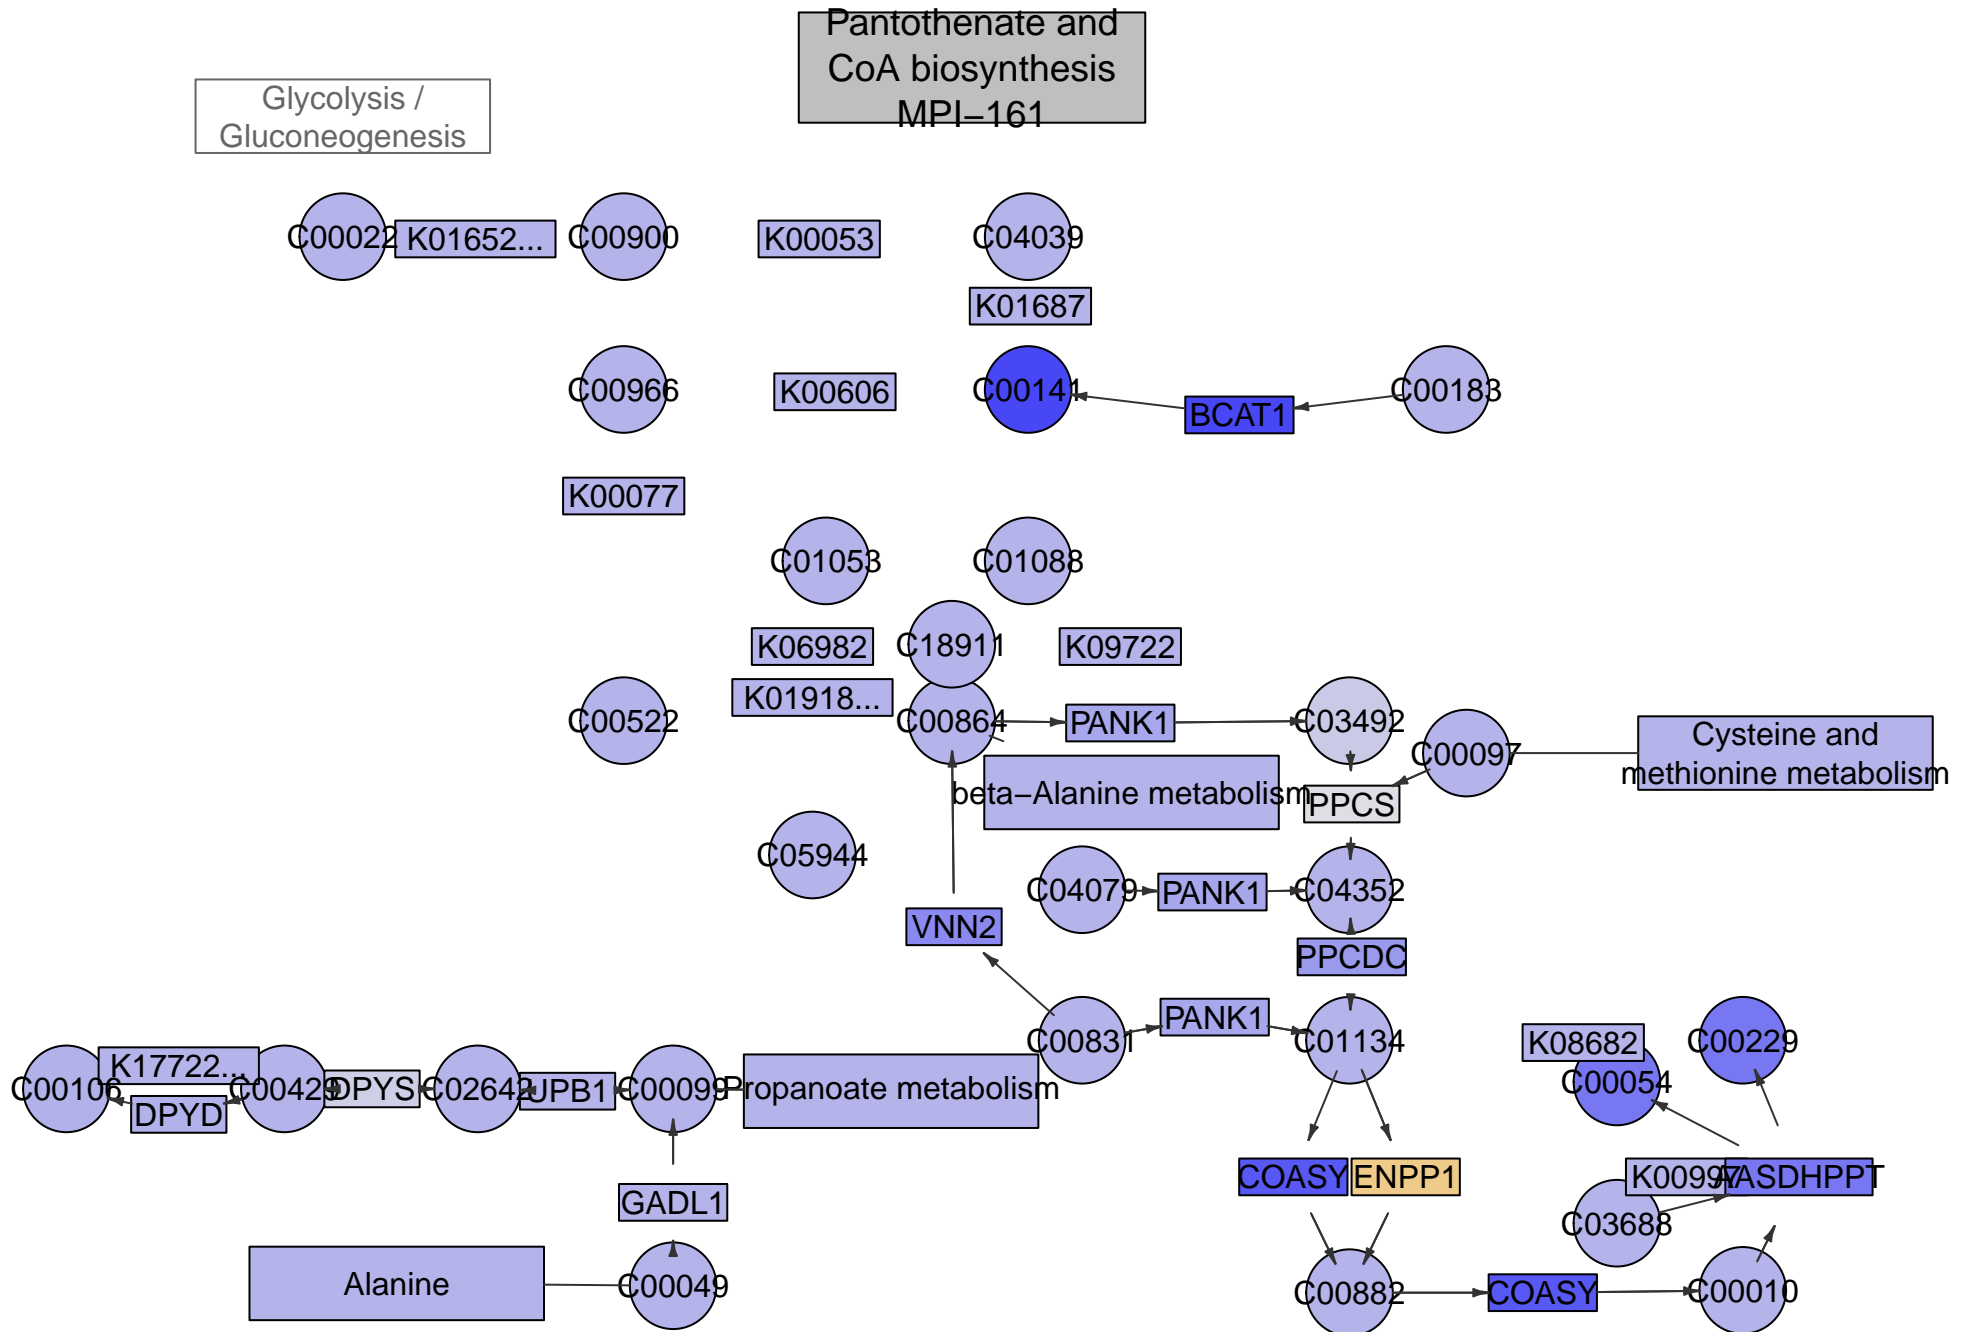 Pantothenate and
CoA biosynthesis
MPI−161
Glycolysis /
Gluconeogenesis
C00022
K01652...
C00900
K00053
C04039
K01687
C00966
K00606
C00141
BCAT1
C00183
K00077
C01053
C01088
K06982
C18911
K09722
K01918...
C00522
C00864
PANK1
C03492
C00097
Cysteine and
methionine metabolism
beta−Alanine metabolism
PPCS
C05944
C04079
PANK1
C04352
VNN2
PPCDC
C00831
PANK1
C01134
K08682
C00229
C00054
K17722...
C00106
C00429
DPYS
C02642
UPB1
C00099
Propanoate metabolism
DPYD
COASY
ENPP1
K00997
AASDHPPT
GADL1
C03688
Alanine
C00049
C00882
COASY
C00010